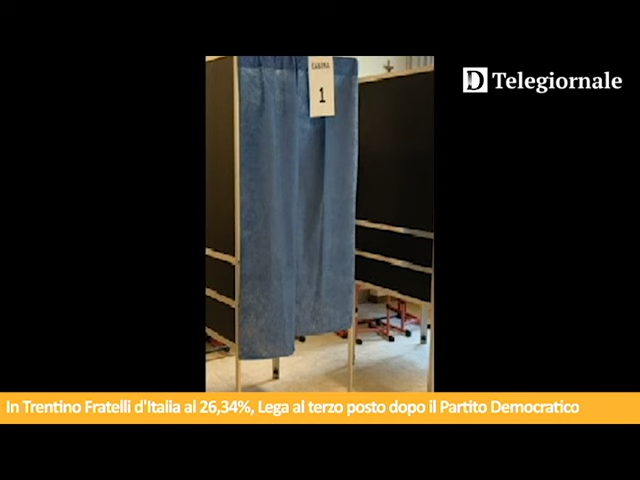 CABINA
1
D Telegiornale
In Trentino Fratelli d'Italia al 26,34%, Lega al terzo posto dopo il Partito Democratico